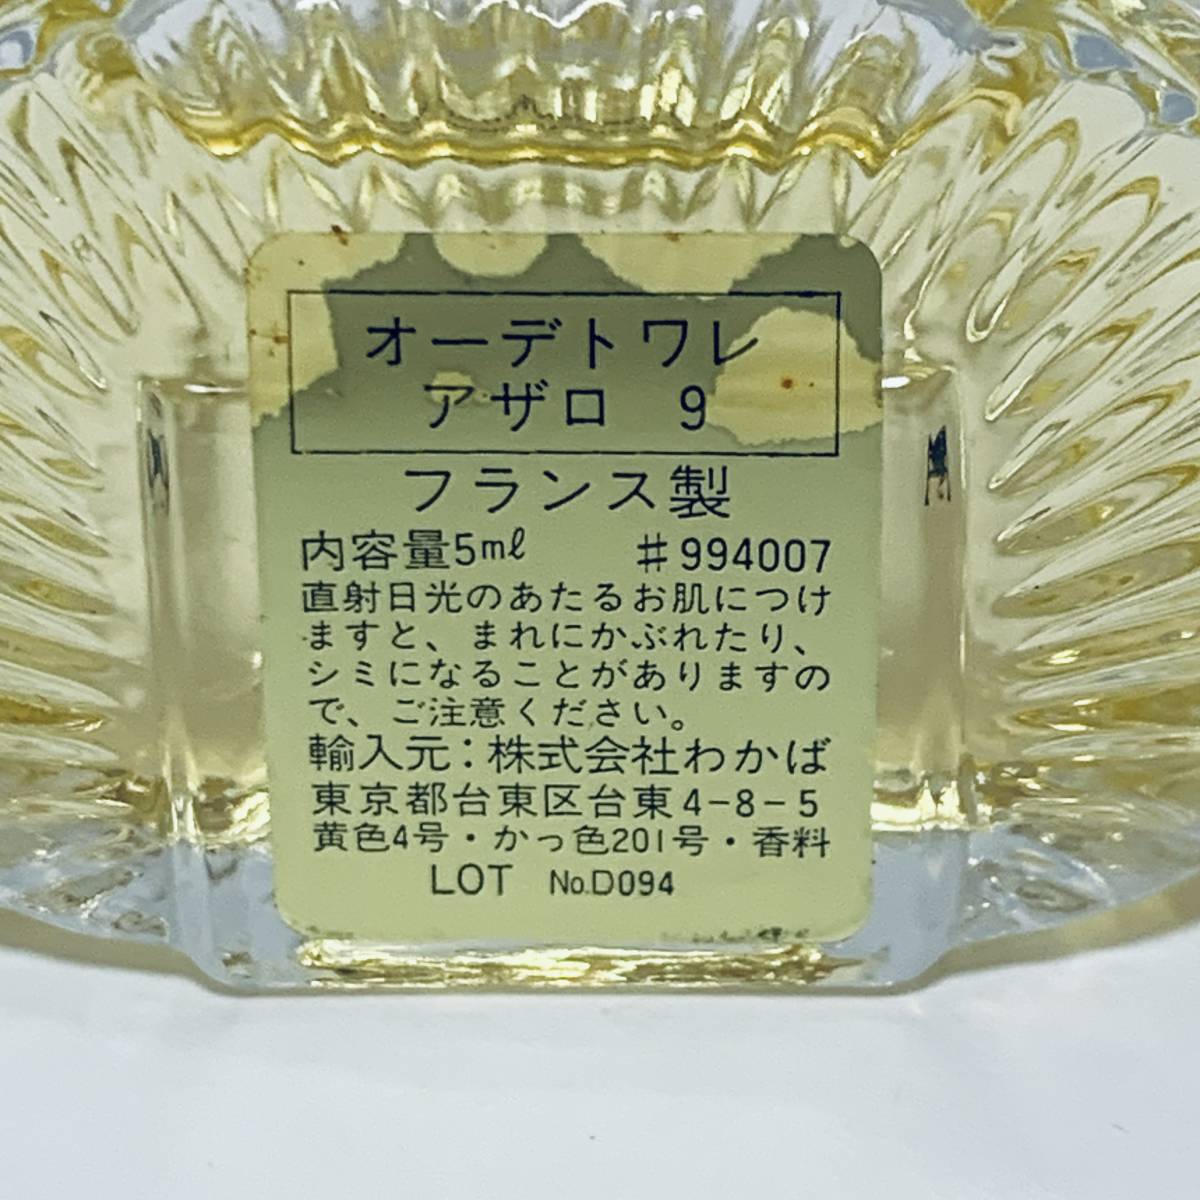 オーデトワレ
アザロ 9
フランス製
内容量5mℓ #994007
直射日光のあたるお肌につけ
ますと、まれにかぶれたり、
シミになることがありますの
で、ご注意ください。
輸入元:株式会社わかば
東京都台東区台東4-8-5
黄色4号・かっ色201号・香料
LOT No.D094